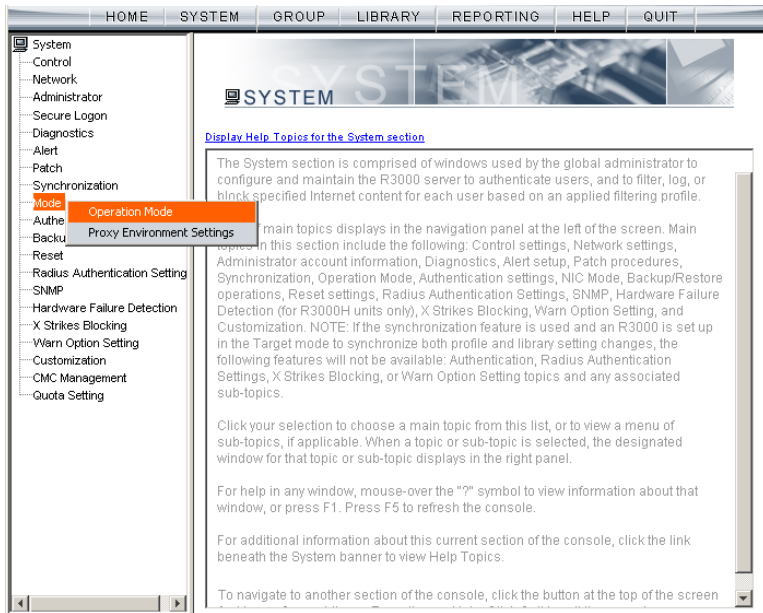 HOME SYSTEM GROUP LIBRARY REPORTING HELP QUIT
System
Control
Network
Administrator
Secure Logon
Diagnostics
Alert
Patch
Synchronization
Mode
Operation Mode
Proxy Environment Settings
Authe
Backu
Reset
Radius Authentication Setting
SNMP
Hardware Failure Detection
X Strikes Blocking
Warn Option Setting
Customization
CMC Management
Quota Setting
SYSTEM
SYSTEM
Display Help Topics for the System section
The System section is comprised of windows used by the global administrator to
configure and maintain the R3000 server to authenticate users, and to filter, log, or
block specified Internet content for each user based on an applied filtering profile.
main topics displays in the navigation panel at the left of the screen. Main
topics in this section include the following: Control settings, Network settings,
Administrator account information, Diagnostics, Alert setup, Patch procedures,
Synchronization, Operation Mode, Authentication settings, NIC Mode, Backup/Restore
operations, Reset settings, Radius Authentication Settings, SNMP, Hardware Failure
Detection (for R3000H units only), X Strikes Blocking, Warn Option Setting, and
Customization. NOTE: If the synchronization feature is used and an R3000 is set up
in the Target mode to synchronize both profile and library setting changes, the
following features will not be available: Authentication, Radius Authentication
Settings, X Strikes Blocking, or Warn Option Setting topics and any associated
sub-topics.
Click your selection to choose a main topic from this list, or to view a menu of
sub-topics, if applicable. When a topic or sub-topic is selected, the designated
window for that topic or sub-topic displays in the right panel.
For help in any window, mouse-over the "?" symbol to view information about that
window, or press F1. Press F5 to refresh the console.
For additional information about this current section of the console, click the link
beneath the System banner to view Help Topics.
To navigate to another section of the console, click the button at the top of the screen